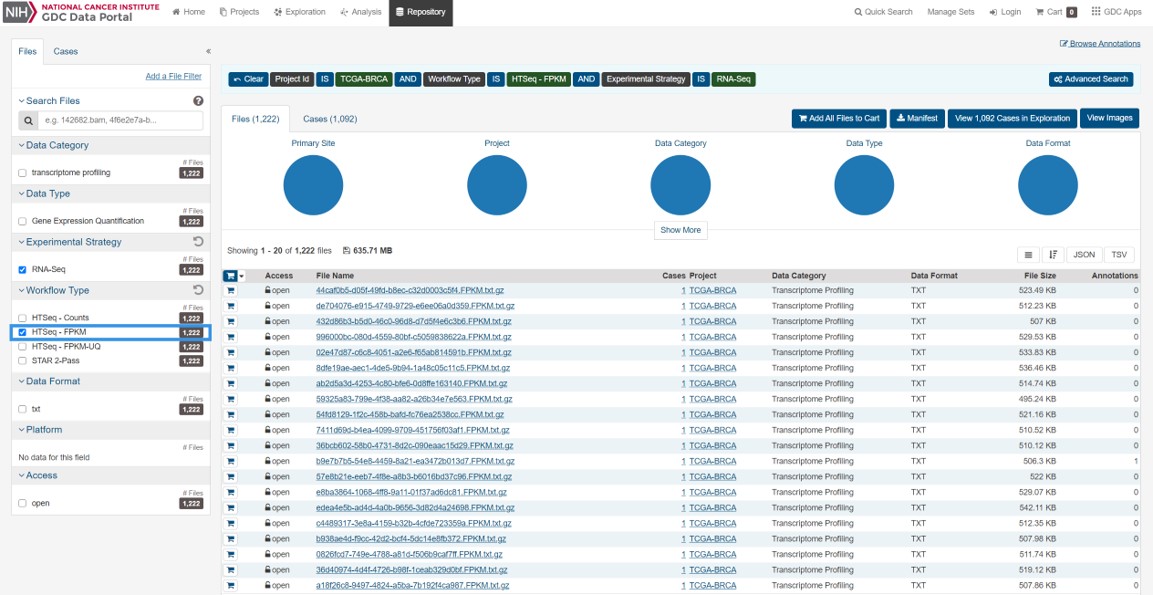 NIH NATIONAL CANCER INSTITUTE
GDC Data Portal
Home Projects Exploration Analysis Repository
Quick Search Manage Sets Login Cart 0 GDC Apps
Files Cases «
Browse Annotations
Add a File Filter
Clear Project Id IS TCGA-BRCA AND Workflow Type IS HTSeq - FPKM AND Experimental Strategy IS RNA-Seq
Advanced Search
Search Files ?
e.g. 142682.bam, 4f6e2e7a-b...
Data Category
# Files
transcriptome profiling 1,222
Data Type
# Files
Gene Expression Quantification 1,222
Experimental Strategy
# Files
RNA-Seq 1,222
Workflow Type
# Files
HTSeq - Counts 1,222
HTSeq - FPKM 1,222
HTSeq - FPKM-UQ 1,222
STAR 2-Pass 1,222
Data Format
# Files
txt 1,222
Platform
# Files
No data for this field
Access
# Files
open 1,222
Files (1,222) Cases (1,092)
Add All Files to Cart Manifest View 1,092 Cases in Exploration View Images
Primary Site Project Data Category Data Type Data Format
Show More
Showing 1 - 20 of 1,222 files 635.71 MB
JSON TSV
Access File Name Cases Project Data Category Data Format File Size Annotations
open 44caf0b5-d05f-49fd-b8ec-c32d0003c5f4.FPKM.txt.gz 1 TCGA-BRCA Transcriptome Profiling TXT 523.49 KB 0
open de704076-e915-4749-9729-e6ee06a0d359.FPKM.txt.gz 1 TCGA-BRCA Transcriptome Profiling TXT 512.23 KB 0
open 432d86b3-b5d0-46c0-96d8-d7d5f4e6c3b6.FPKM.txt.gz 1 TCGA-BRCA Transcriptome Profiling TXT 507 KB 0
open 996000bc-080d-4559-80bf-c5059838622a.FPKM.txt.gz 1 TCGA-BRCA Transcriptome Profiling TXT 529.53 KB 0
open 02e47d87-c6c8-4051-a2e6-f65ab814591b.FPKM.txt.gz 1 TCGA-BRCA Transcriptome Profiling TXT 533.83 KB 0
open 8dfe19ae-aec1-4de5-9b94-1a48c05c11c5.FPKM.txt.gz 1 TCGA-BRCA Transcriptome Profiling TXT 536.46 KB 0
open ab2d5a3d-4253-4c80-bfe6-0d8ffe163140.FPKM.txt.gz 1 TCGA-BRCA Transcriptome Profiling TXT 514.74 KB 0
open 59325a83-799e-4f38-aa82-a26b34e7e563.FPKM.txt.gz 1 TCGA-BRCA Transcriptome Profiling TXT 495.24 KB 0
open 54fd8129-1f2c-458b-bafd-fc76ea2538cc.FPKM.txt.gz 1 TCGA-BRCA Transcriptome Profiling TXT 521.16 KB 0
open 7411d69d-b4ea-4099-9709-451756f03af1.FPKM.txt.gz 1 TCGA-BRCA Transcriptome Profiling TXT 510.52 KB 0
open 36bcb602-58b0-4731-8d2c-090eaac15d29.FPKM.txt.gz 1 TCGA-BRCA Transcriptome Profiling TXT 510.12 KB 0
open b9e7b7b5-54e8-4459-8a21-ea3472b013d7.FPKM.txt.gz 1 TCGA-BRCA Transcriptome Profiling TXT 506.3 KB 1
open 57e8b21e-eeb7-4f8e-a8b3-b6016bd37c96.FPKM.txt.gz 1 TCGA-BRCA Transcriptome Profiling TXT 522 KB 0
open e8ba3864-1068-4ff8-9a11-01f37ad6dc81.FPKM.txt.gz 1 TCGA-BRCA Transcriptome Profiling TXT 529.07 KB 0
open edea4e5b-ad4d-4a0b-9656-3d82d4a24698.FPKM.txt.gz 1 TCGA-BRCA Transcriptome Profiling TXT 542.11 KB 0
open c4489317-3e8a-4159-b32b-4cfde723359a.FPKM.txt.gz 1 TCGA-BRCA Transcriptome Profiling TXT 512.35 KB 0
open b938ae4d-f9cc-42d2-bcf4-5dc14e8fb372.FPKM.txt.gz 1 TCGA-BRCA Transcriptome Profiling TXT 507.98 KB 0
open 0826fcd7-749e-4788-a81d-f506b9caf7ff.FPKM.txt.gz 1 TCGA-BRCA Transcriptome Profiling TXT 511.74 KB 0
open 36d40974-4d4f-4726-b98f-1ceab329d0bf.FPKM.txt.gz 1 TCGA-BRCA Transcriptome Profiling TXT 519.12 KB 0
open a18f26c8-9497-4824-a5ba-7b192f4ca987.FPKM.txt.gz 1 TCGA-BRCA Transcriptome Profiling TXT 507.86 KB 0